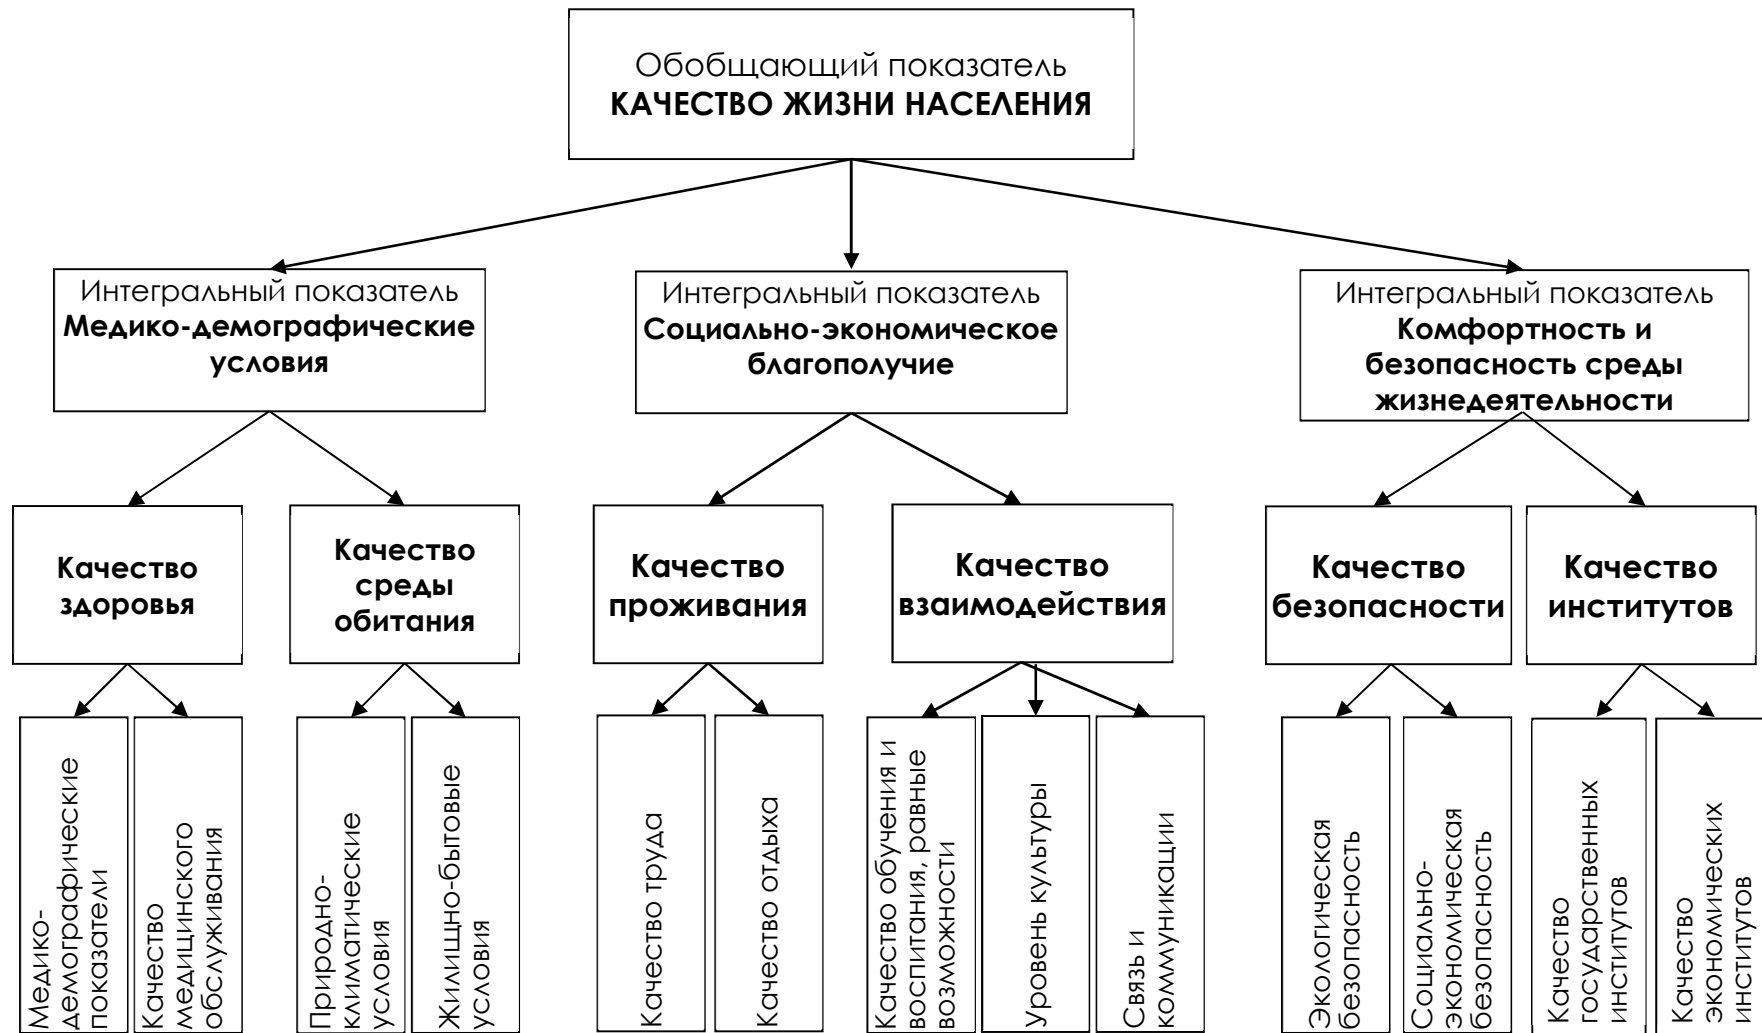 Обобщающий показатель
КАЧЕСТВО ЖИЗНИ НАСЕЛЕНИЯ
Интегральный показатель
Медико-демографические
условия
Интегральный показатель
Социально-экономическое
благополучие
Интегральный показатель
Комфортность и
безопасность среды
жизнедеятельности
Качество
здоровья
Качество
среды
обитания
Качество
проживания
Качество
взаимодействия
Качество
безопасности
Качество
институтов
Медико-
демографические
показатели
Качество
медицинского
обслуживания
Природно-
климатические
условия
Жилищно-бытовые
условия
Качество труда
Качество отдыха
Качество обучения и
воспитания, равные
возможности
Уровень культуры
Связь и
коммуникации
Экологическая
безопасность
Социально-
экономическая
безопасность
Качество
государственных
институтов
Качество
экономических
институтов